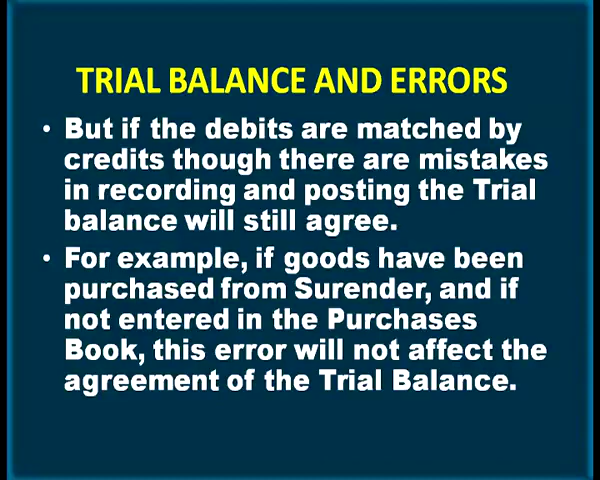 TRIAL BALANCE AND ERRORS
• But if the debits are matched by
credits though there are mistakes
in recording and posting the Trial
balance will still agree.
• For example, if goods have been
purchased from Surender, and if
not entered in the Purchases
Book, this error will not affect the
agreement of the Trial Balance.